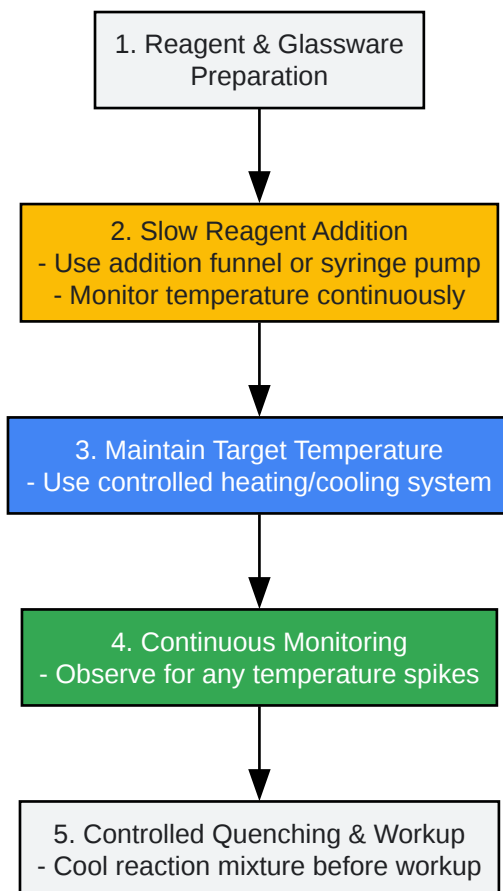 1. Reagent & Glassware
Preparation
2. Slow Reagent Addition
- Use addition funnel or syringe pump
- Monitor temperature continuously
3. Maintain Target Temperature
- Use controlled heating/cooling system
4. Continuous Monitoring
- Observe for any temperature spikes
5. Controlled Quenching & Workup
- Cool reaction mixture before workup